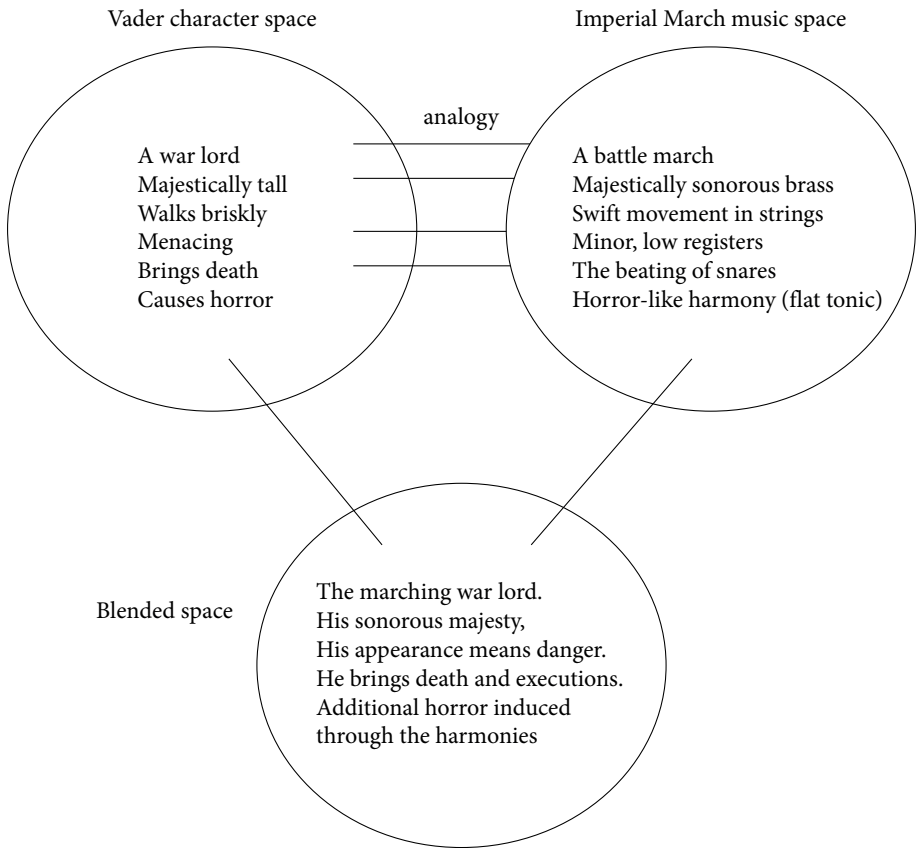 Vader character space
Imperial March music space
analogy
A war lord
Majestically tall
Walks briskly
Menacing
Brings death
Causes horror
A battle march
Majestically sonorous brass
Swift movement in strings
Minor, low registers
The beating of snares
Horror-like harmony (flat tonic)
Blended space
The marching war lord.
His sonorous majesty,
His appearance means danger.
He brings death and executions.
Additional horror induced
through the harmonies